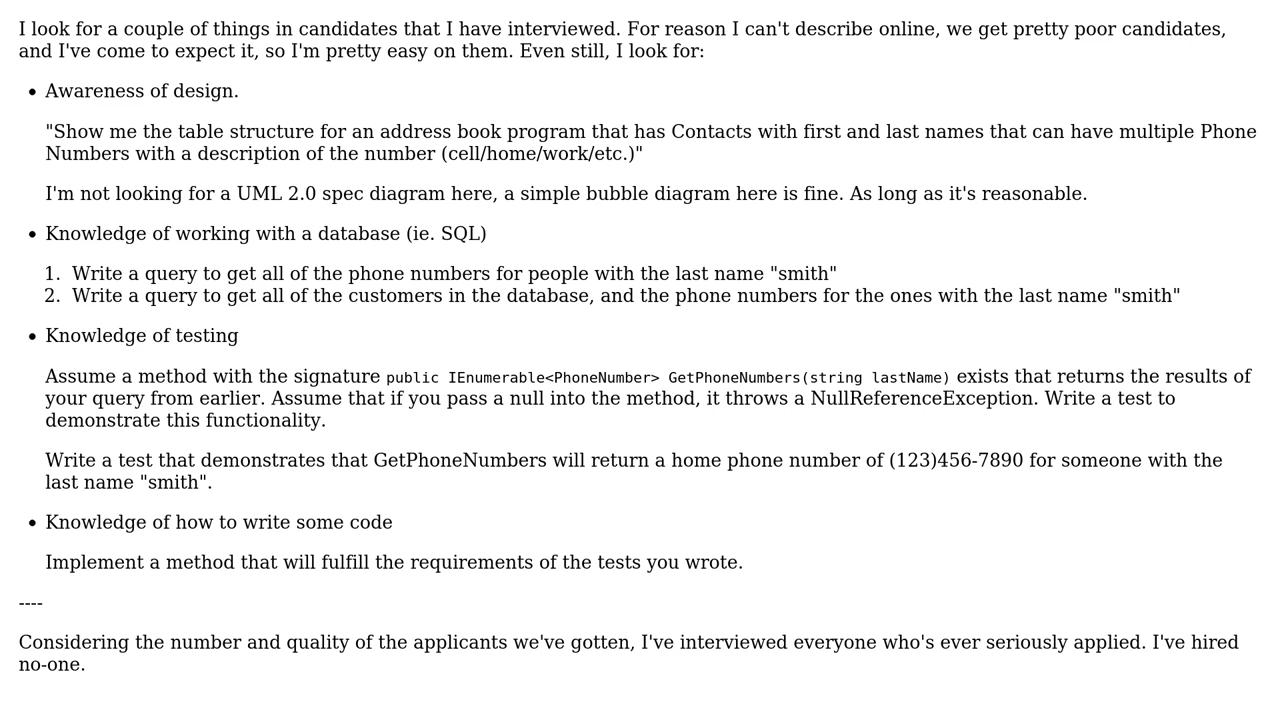 I look for a couple of things in candidates that I have interviewed. For reason I can't describe online, we get pretty poor candidates,
and I've come to expect it, so I'm pretty easy on them. Even still, I look for:
• Awareness of design.
"Show me the table structure for an address book program that has Contacts with first and last names that can have multiple Phone
Numbers with a description of the number (cell/home/work/etc.)"
I'm not looking for a UML 2.0 spec diagram here, a simple bubble diagram here is fine. As long as it's reasonable.
• Knowledge of working with a database (ie. SQL)
1. Write a query to get all of the phone numbers for people with the last name "smith"
2. Write a query to get all of the customers in the database, and the phone numbers for the ones with the last name "smith"
• Knowledge of testing
Assume a method with the signature public IEnumerable<PhoneNumber> GetPhoneNumbers(string lastName) exists that returns the results of
your query from earlier. Assume that if you pass a null into the method, it throws a NullReferenceException. Write a test to
demonstrate this functionality.
Write a test that demonstrates that GetPhoneNumbers will return a home phone number of (123)456-7890 for someone with the
last name "smith".
• Knowledge of how to write some code
Implement a method that will fulfill the requirements of the tests you wrote.
----
Considering the number and quality of the applicants we've gotten, I've interviewed everyone who's ever seriously applied. I've hired
no-one.